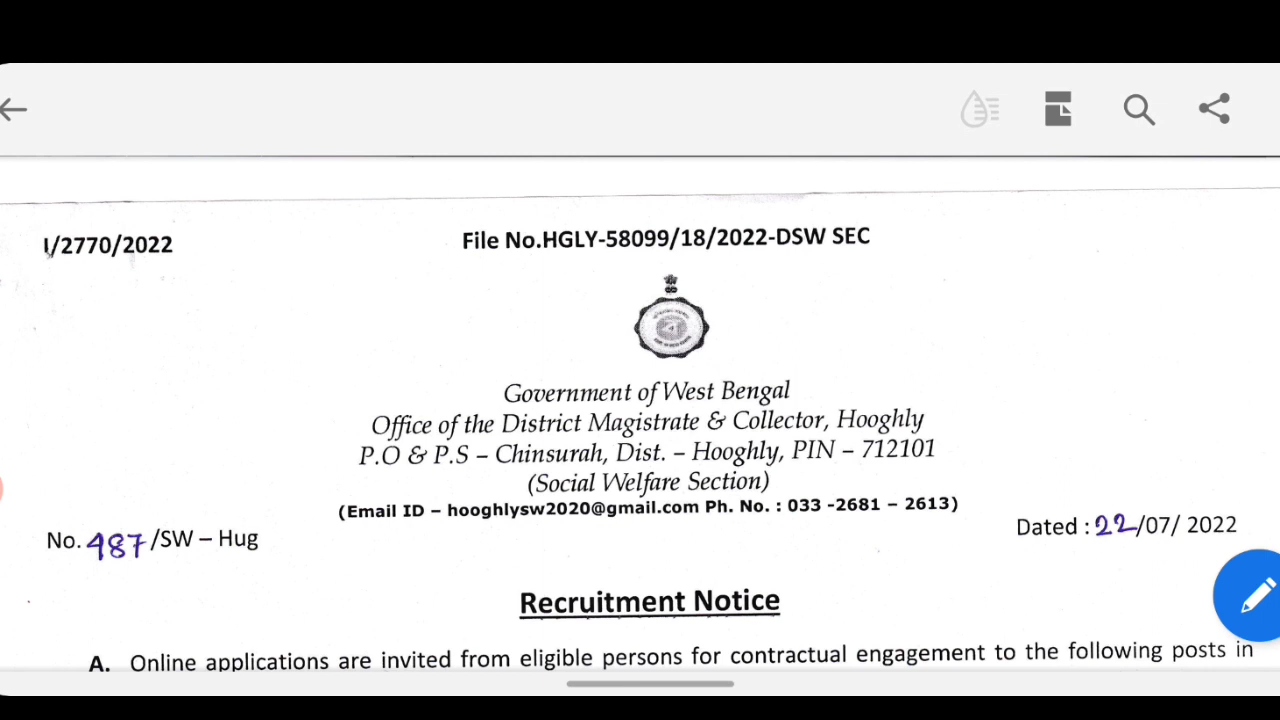 I/2770/2022
File No.HGLY-58099/18/2022-DSW SEC
Government of West Bengal
Office of the District Magistrate & Collector, Hooghly
P.O & P.S – Chinsurah, Dist. – Hooghly, PIN – 712101
(Social Welfare Section)
(Email ID – hooghlysw2020@gmail.com Ph. No. : 033 -2681 – 2613)
No. 487 /SW – Hug
Dated : 22/07/ 2022
Recruitment Notice
A. Online applications are invited from eligible persons for contractual engagement to the following posts in